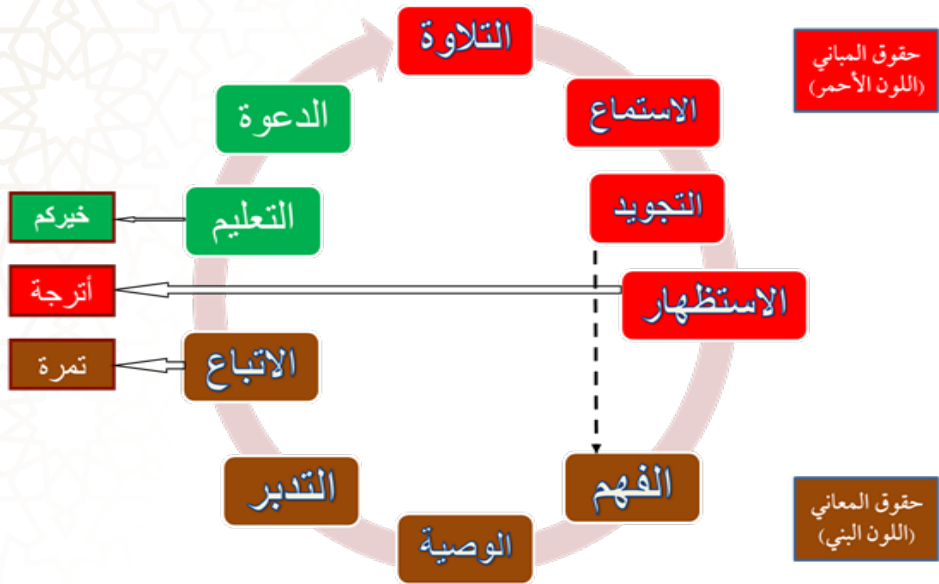 التلاوة
حقوق المباني
(اللون الأحمر)
الاستماع
الدعوة
التجويد
التعليم
خيركم
الاستظهار
أترجة
الاتباع
تمرة
الفهم
التدبر
الوصية
حقوق المعاني
(اللون البني)